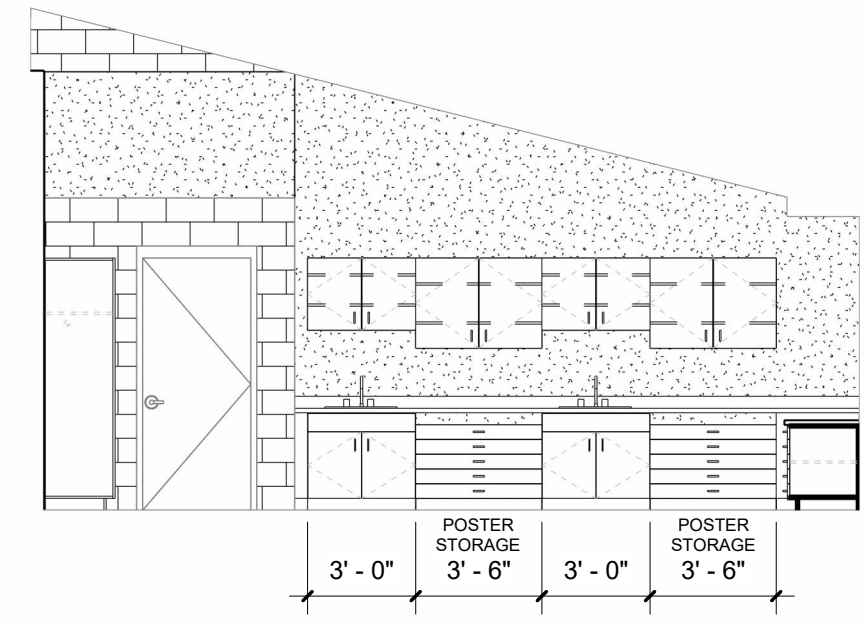 POSTER
STORAGE
POSTER
STORAGE
3' - 0"
3' - 6"
3' - 0"
3' - 6"